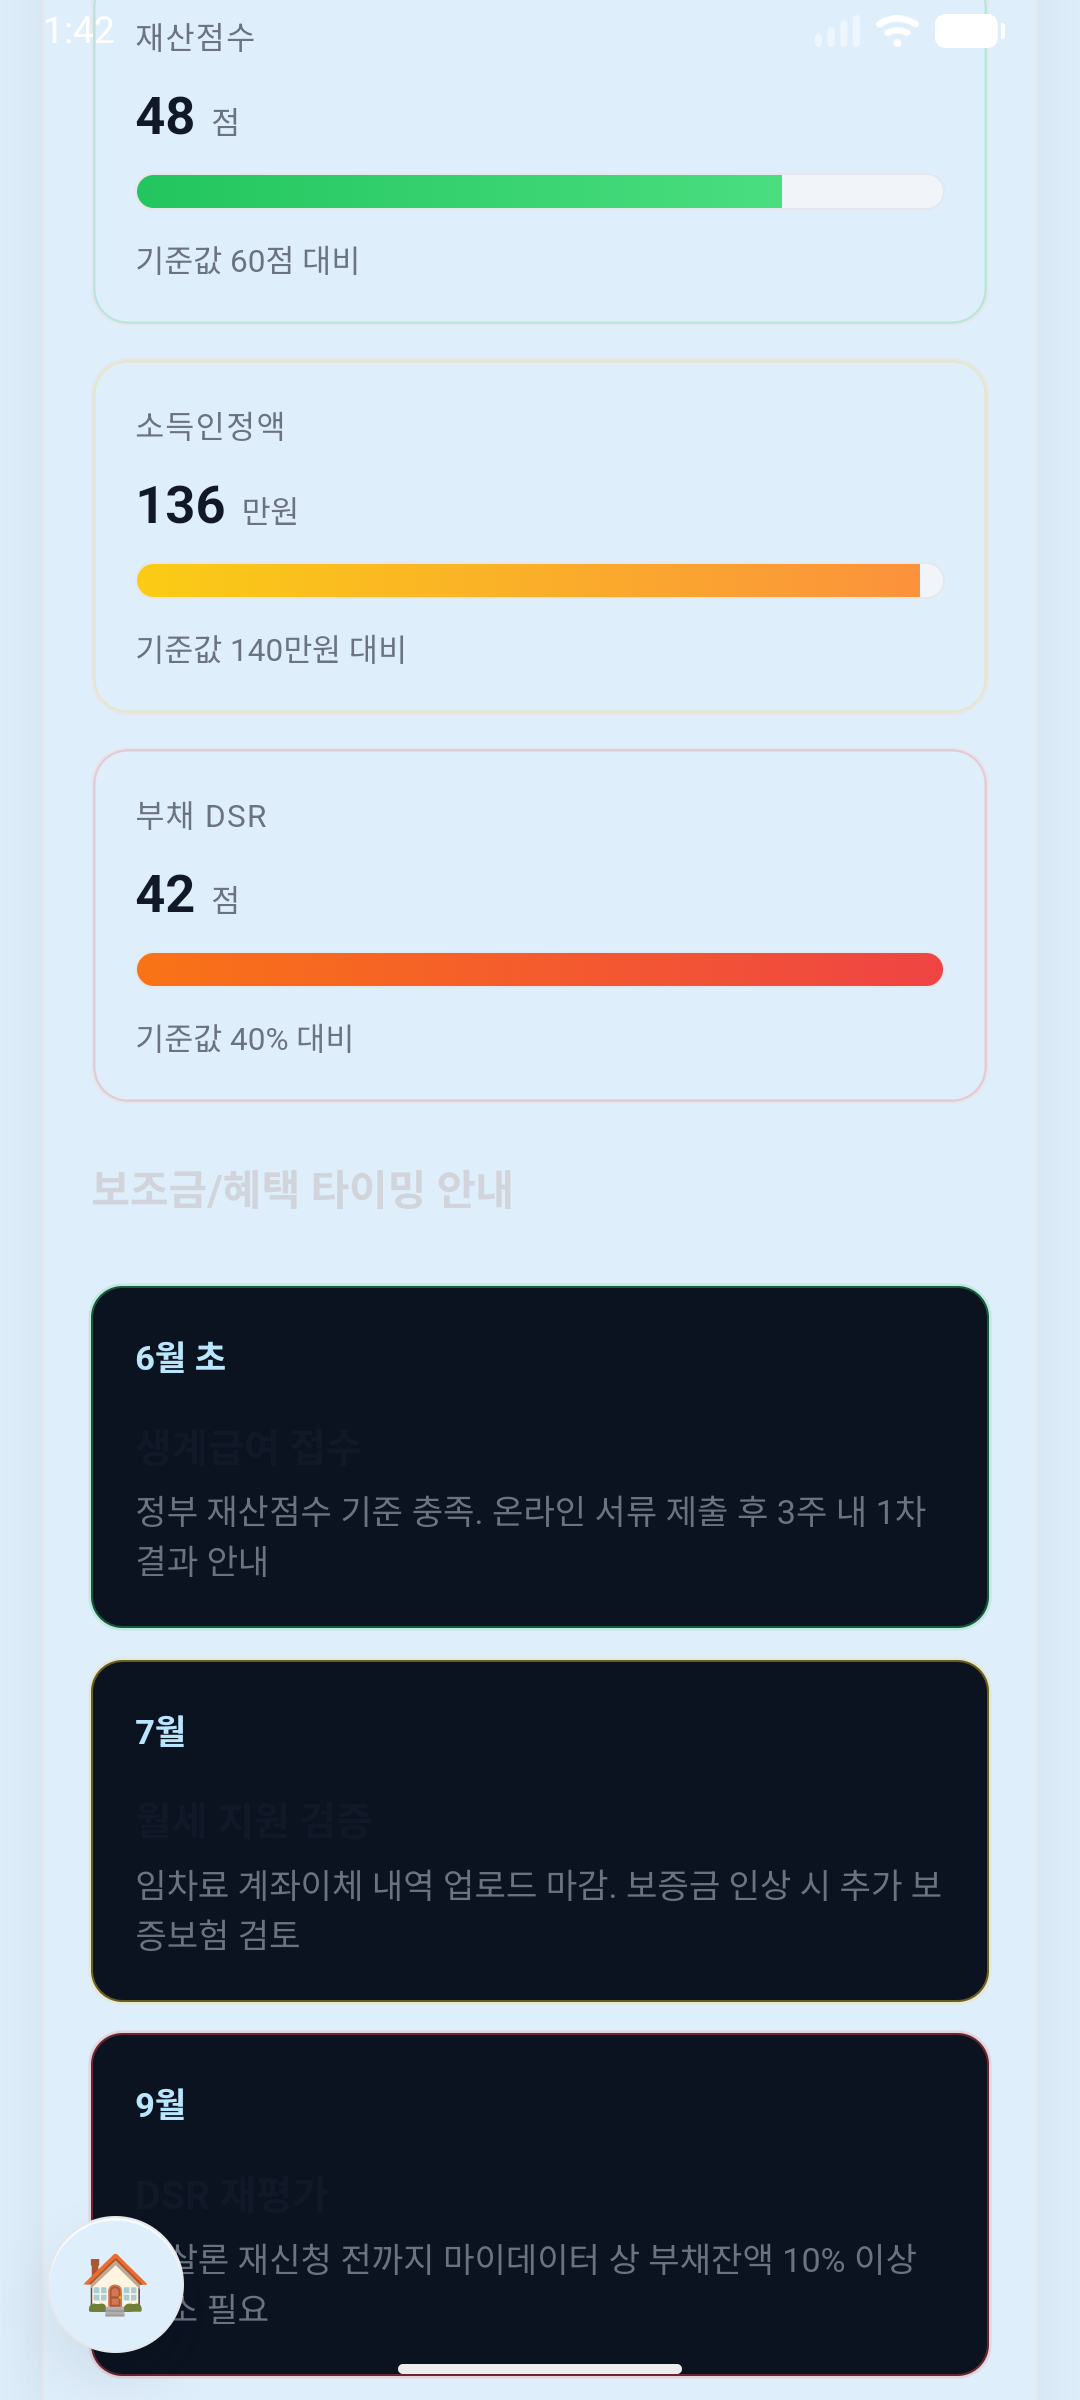 1:42
재산점수
48 점
기준값 60점 대비
소득인정액
136 만원
기준값 140만원 대비
부채 DSR
42 점
기준값 40% 대비
보조금/혜택 타이밍 안내
6월 초
생계급여 접수
정부 재산점수 기준 충족. 온라인 서류 제출 후 3주 내 1차
결과 안내
7월
월세 지원 검증
임차료 계좌이체 내역 업로드 마감. 보증금 인상 시 추가 보
증보험 검토
9월
DSR 재평가
재신청 전까지 마이데이터 상 부채잔액 10% 이상
필요